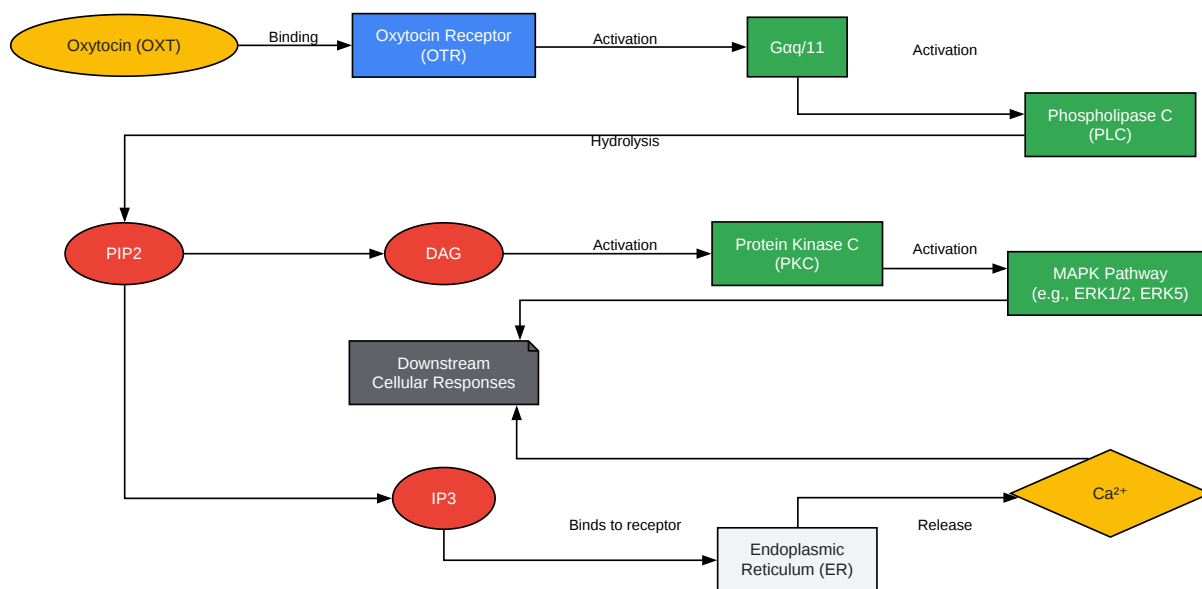 Oxytocin (OXT)
Binding
Oxytocin Receptor
(OTR)
Activation
Gαq/11
Activation
Phospholipase C
(PLC)
Hydrolysis
PIP2
DAG
Activation
Protein Kinase C
(PKC)
Activation
MAPK Pathway
(e.g., ERK1/2, ERK5)
Downstream
Cellular Responses
IP3
Binds to receptor
Endoplasmic
Reticulum (ER)
Release
Ca²⁺